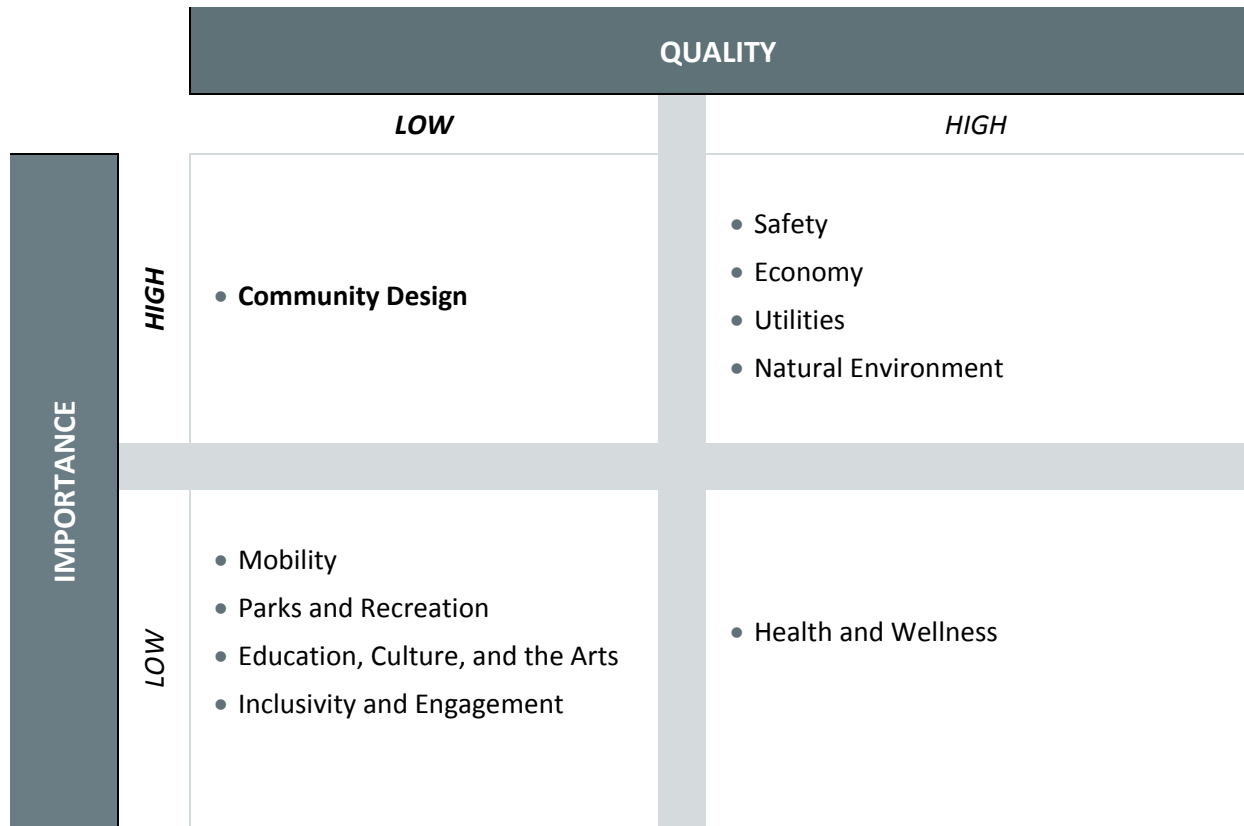 QUALITY
LOW
HIGH
IMPORTANCE
HIGH
• Community Design
• Safety
• Economy
• Utilities
• Natural Environment
LOW
• Mobility
• Parks and Recreation
• Education, Culture, and the Arts
• Inclusivity and Engagement
• Health and Wellness